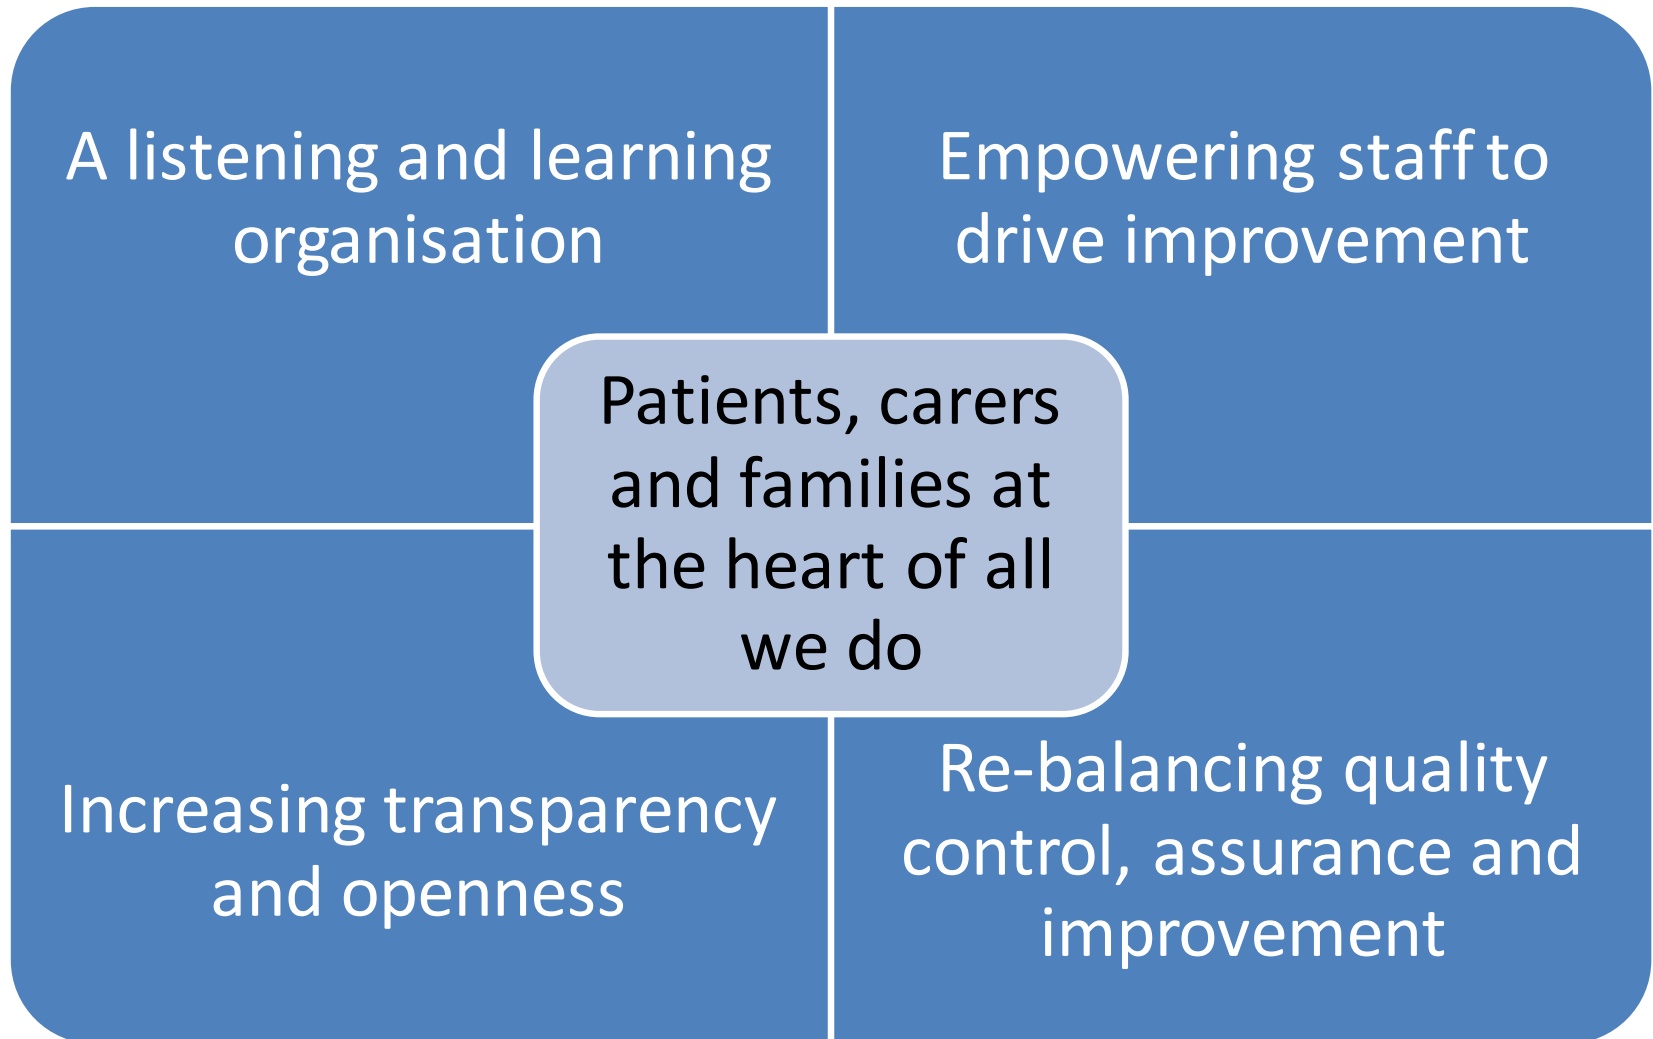 A listening and learning
organisation
Empowering staff to
drive improvement
Patients, carers
and families at
the heart of all
we do
Increasing transparency
and openness
Re-balancing quality
control, assurance and
improvement